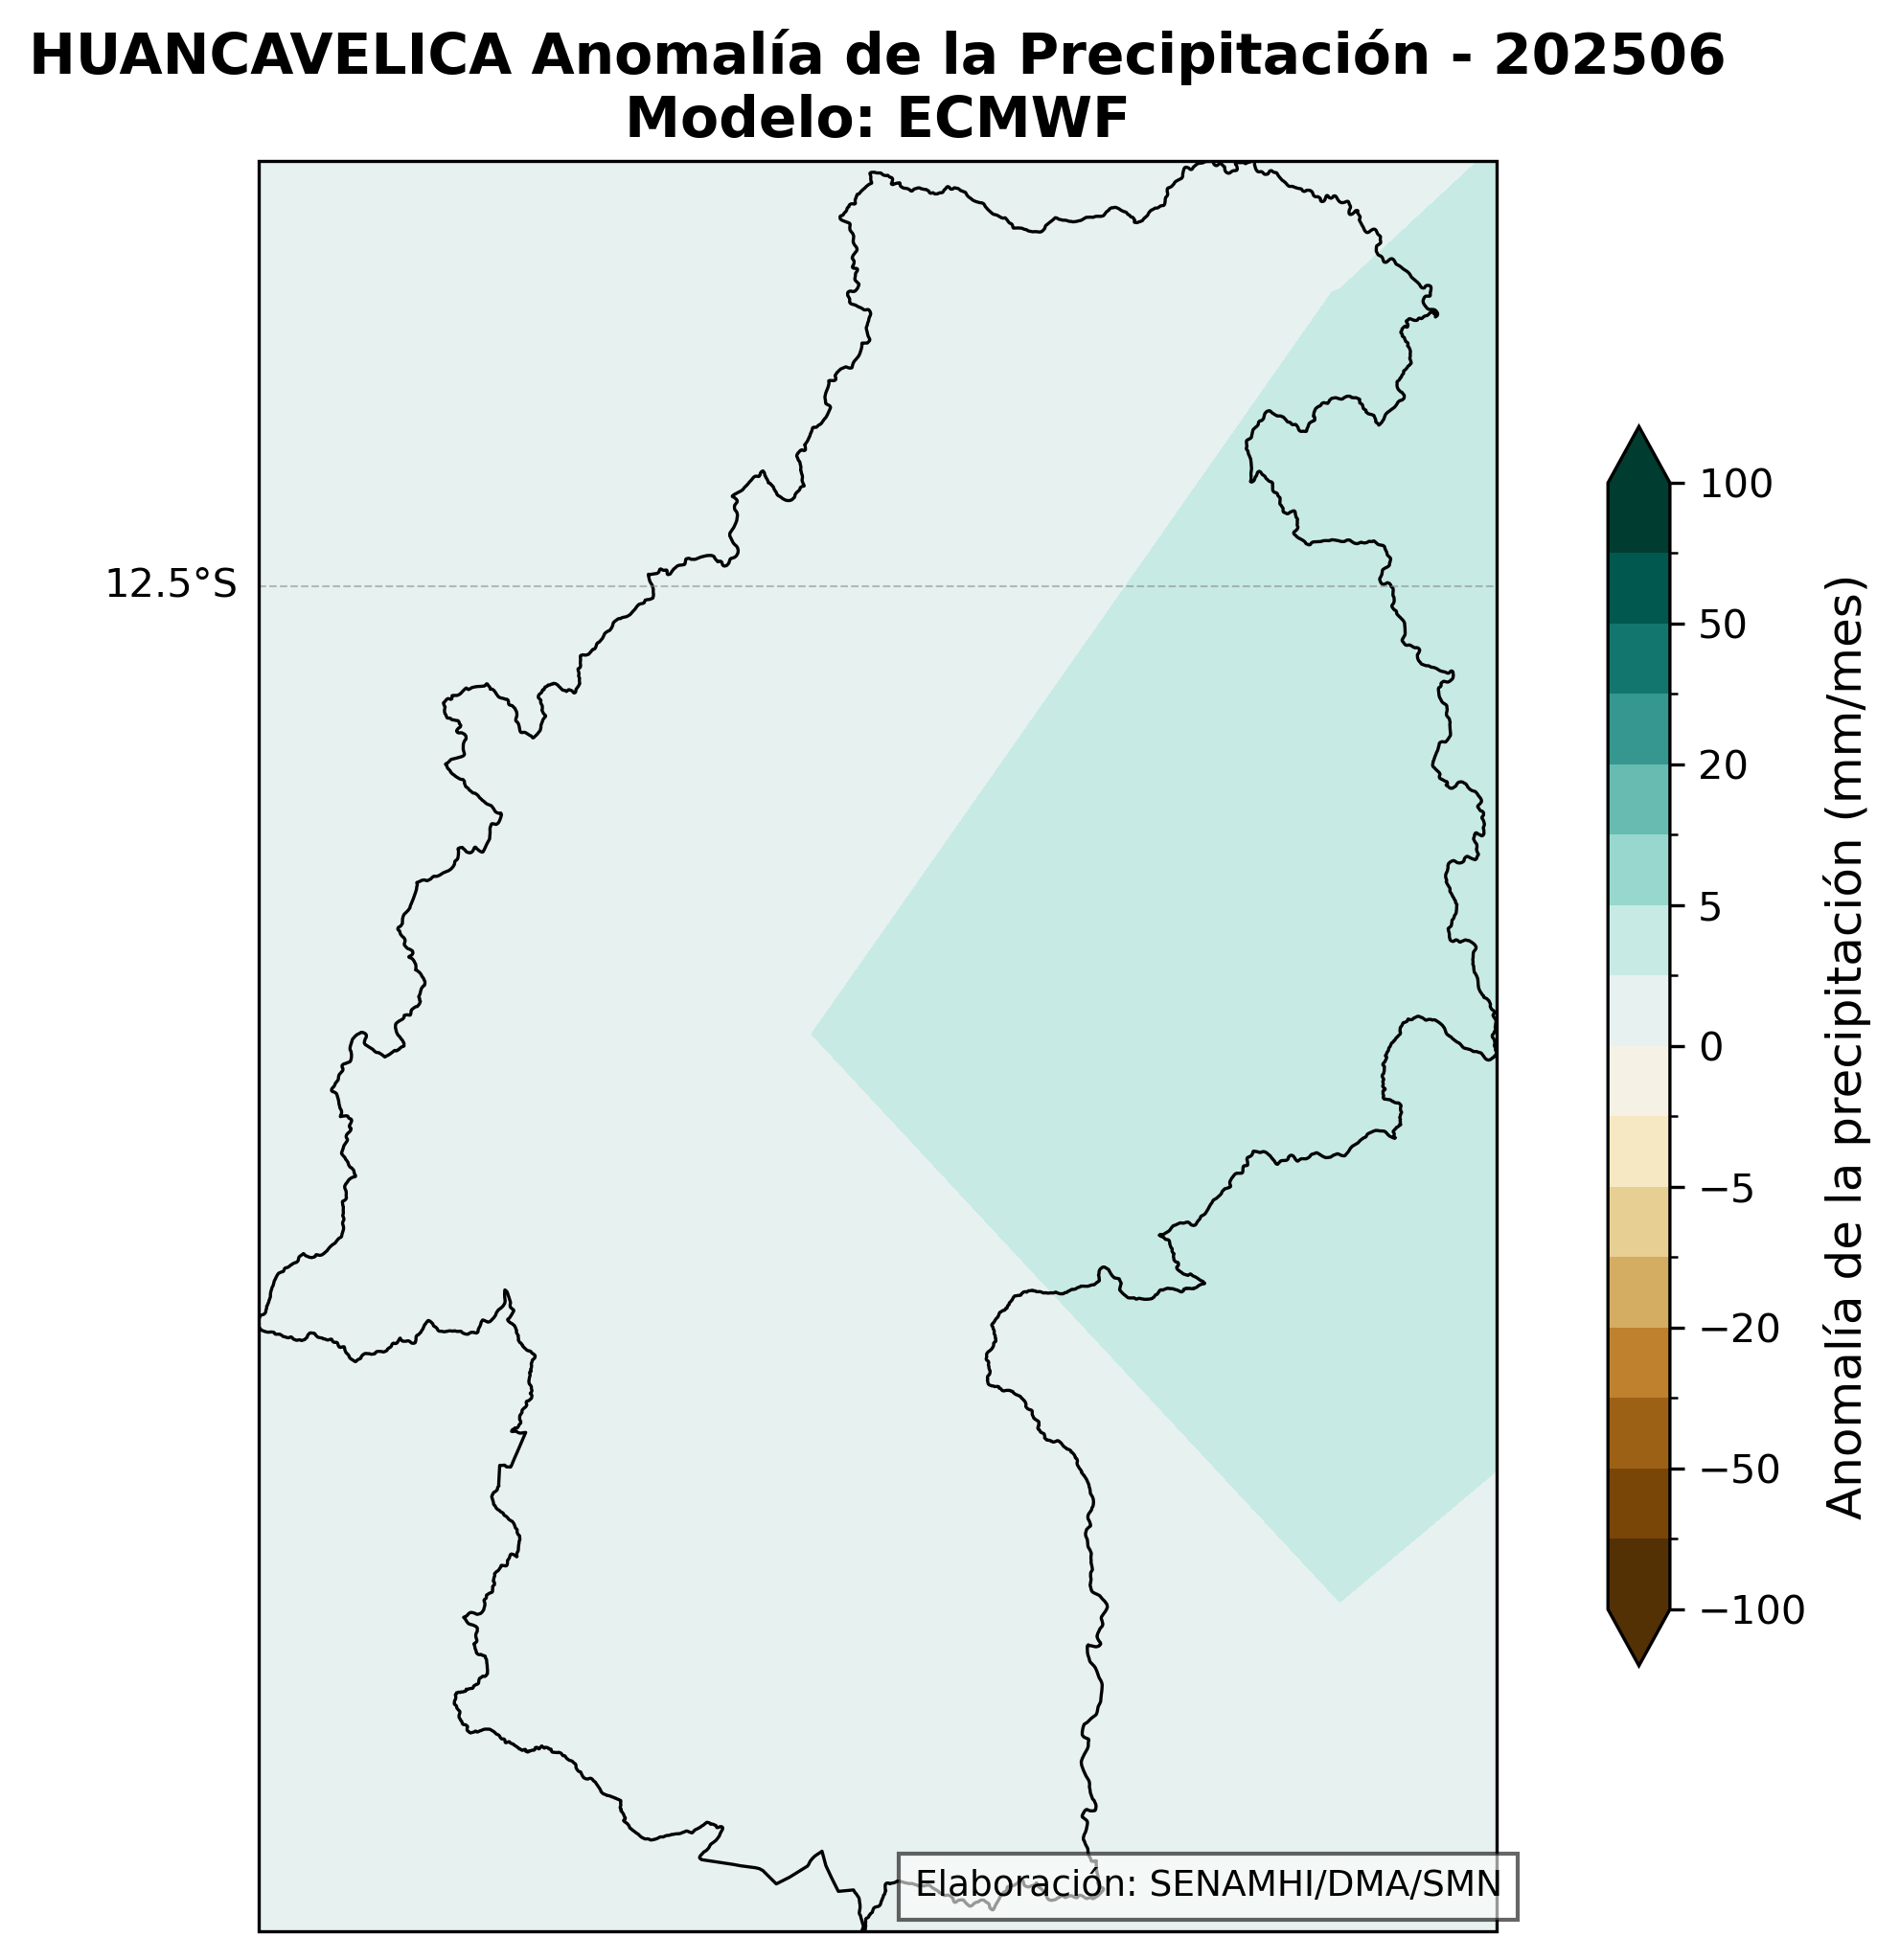 HUANCAVELICA Anomalía de la Precipitación - 202506
Modelo: ECMWF
12.5°S
100
50
20
5
0
−5
−20
−50
−100
Anomalía de la precipitación (mm/mes)
Elaboración: SENAMHI/DMA/SMN